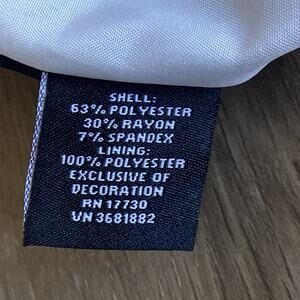 SHELL:
63% POLYESTER
30% RAYON
7% SPANDEX
LINING:
100% POLYESTER
EXCLUSIVE OF
DECORATION
RN 17730
VN 3681882